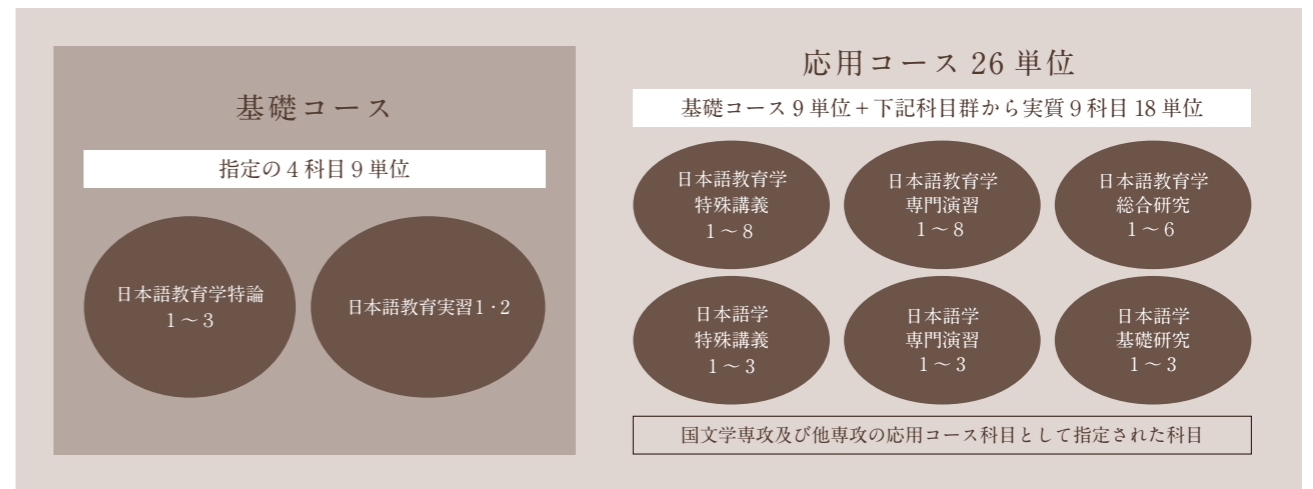 基礎コース
指定の4科目9単位
日本語教育学特論
1～3
日本語教育実習1・2
応用コース 26 単位
基礎コース9単位＋下記科目群から実質9科目18単位
日本語教育学
特殊講義
1～8
日本語教育学
専門演習
1～8
日本語教育学
総合研究
1～6
日本語学
特殊講義
1～3
日本語学
専門演習
1～3
日本語学
基礎研究
1～3
国文学専攻及び他専攻の応用コース科目として指定された科目